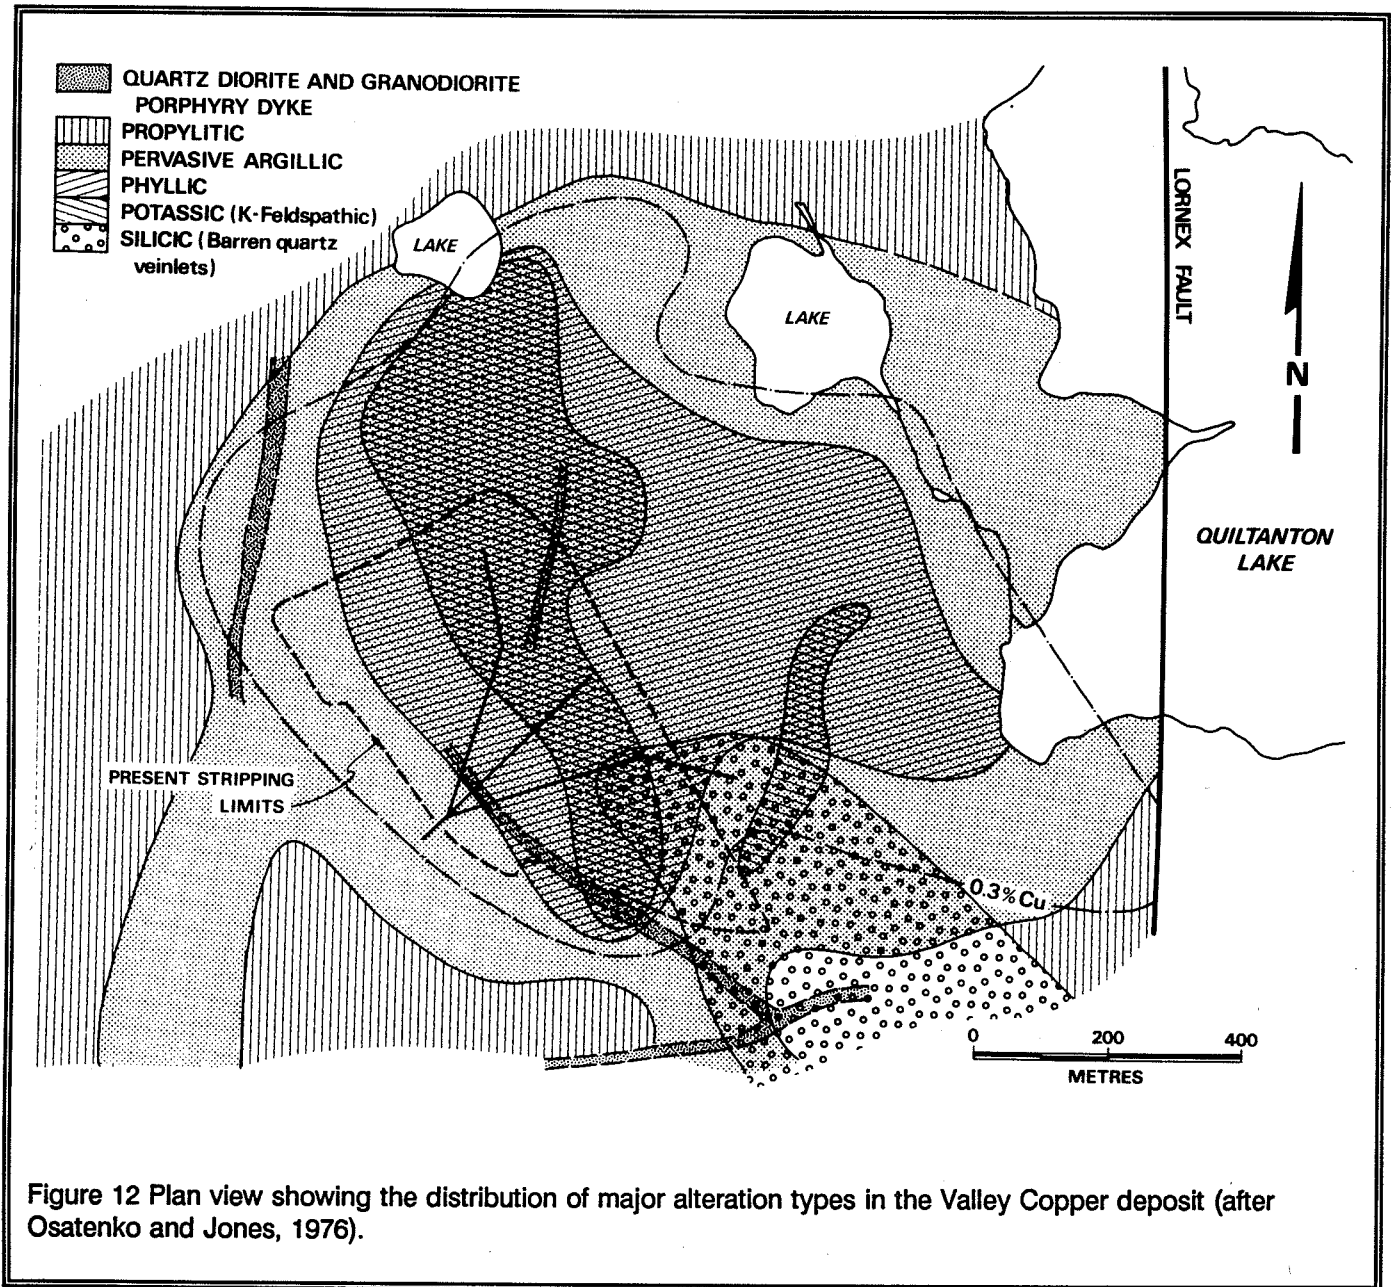 QUARTZ DIORITE AND GRANODIORITE
PORPHYRY DYKE
PROPYLITIC
PERVASIVE ARGILLIC
PHYLLIC
POTASSIC (K-Feldspathic)
SILICIC (Barren quartz
veinlets)
LAKE
LAKE
LORNEX FAULT
N
QUILTANTON
LAKE
PRESENT STRIPPING
LIMITS
0.3% Cu
0 200 400
METRES
Figure 12 Plan view showing the distribution of major alteration types in the Valley Copper deposit (after
Osatenko and Jones, 1976).